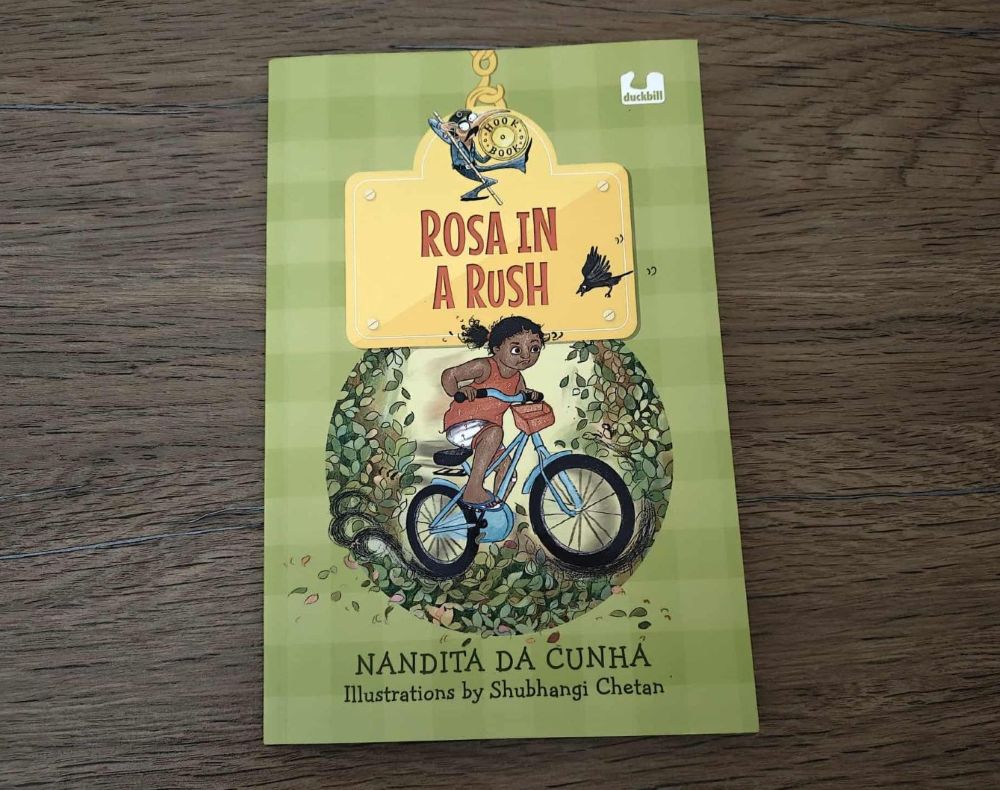 duckbill
HOOK
BOOK
ROSA IN
A RUSH
NANDITA DA CUNHA
Illustrations by Shubhangi Chetan